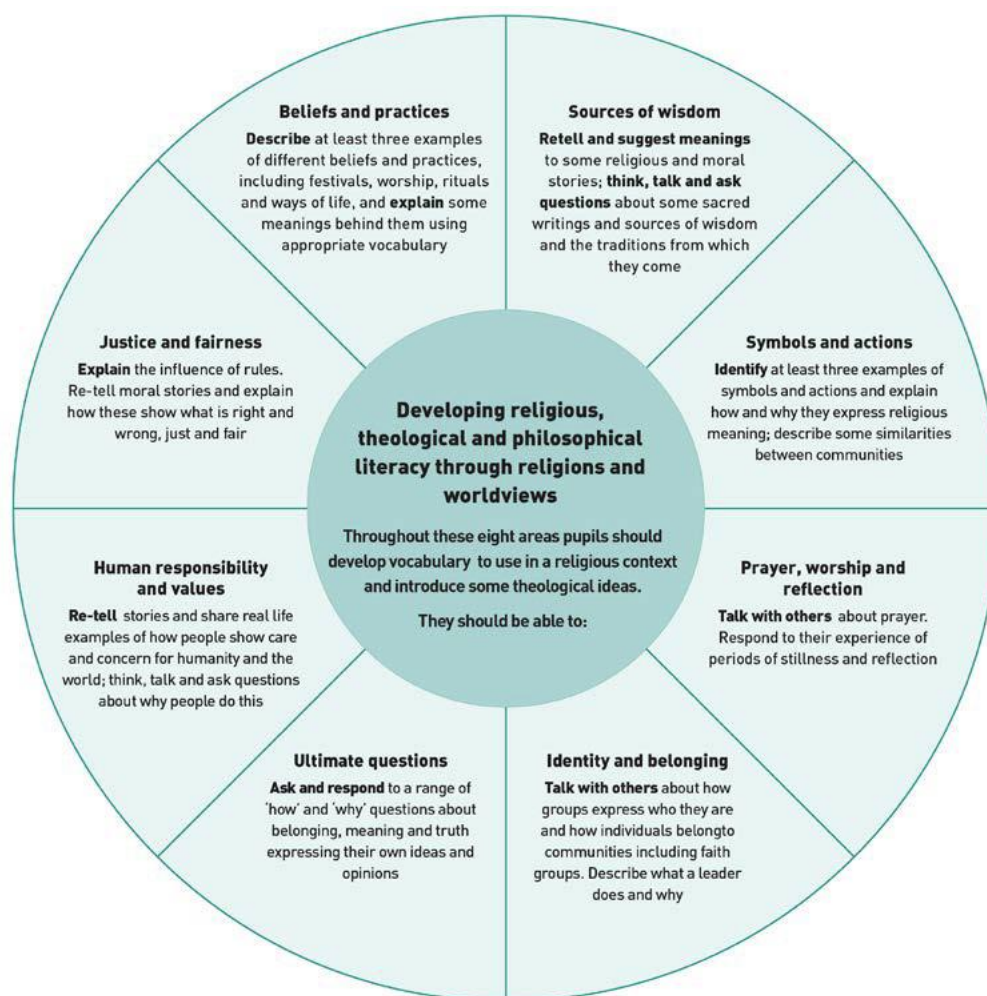 Beliefs and practices
Describe at least three examples
of different beliefs and practices,
including festivals, worship, rituals
and ways of life, and explain some
meanings behind them using
appropriate vocabulary
Sources of wisdom
Retell and suggest meanings
to some religious and moral
stories; think, talk and ask
questions about some sacred
writings and sources of wisdom
and the traditions from which
they come
Symbols and actions
Identify at least three examples of
symbols and actions and explain
how and why they express religious
meaning; describe some similarities
between communities
Prayer, worship and
reflection
Talk with others about prayer.
Respond to their experience of
periods of stillness and reflection
Identity and belonging
Talk with others about how
groups express who they are
and how individuals belongto
communities including faith
groups. Describe what a leader
does and why
Ultimate questions
Ask and respond to a range of
'how' and 'why' questions about
belonging, meaning and truth
expressing their own ideas and
opinions
Human responsibility
and values
Re-tell stories and share real life
examples of how people show care
and concern for humanity and the
world; think, talk and ask questions
about why people do this
Justice and fairness
Explain the influence of rules.
Re-tell moral stories and explain
how these show what is right and
wrong, just and fair
Developing religious,
theological and philosophical
literacy through religions and
worldviews
Throughout these eight areas pupils should
develop vocabulary to use in a religious context
and introduce some theological ideas.
They should be able to: